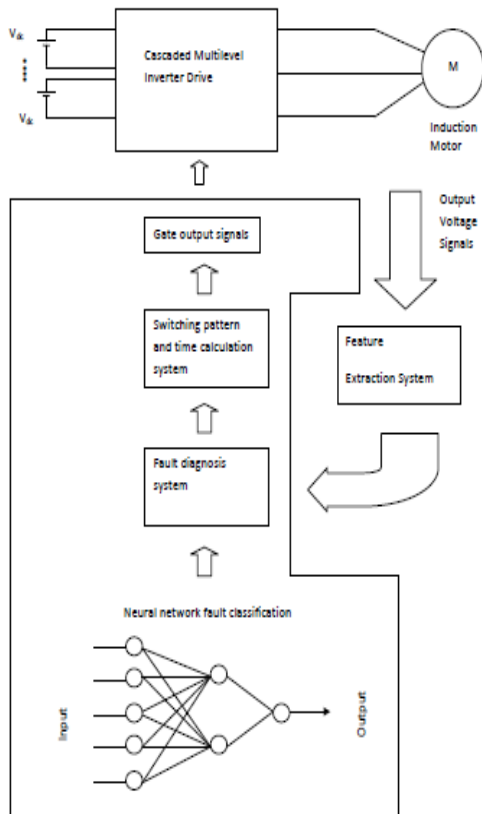 Vdc
Cascaded Multilevel
Inverter Drive
M
Vdc
Induction
Motor
Output
Voltage
Signals
Gate output signals
Switching pattern
and time calculation
system
Feature
Extraction System
Fault diagnosis
system
Neural network fault classification
Input
Output